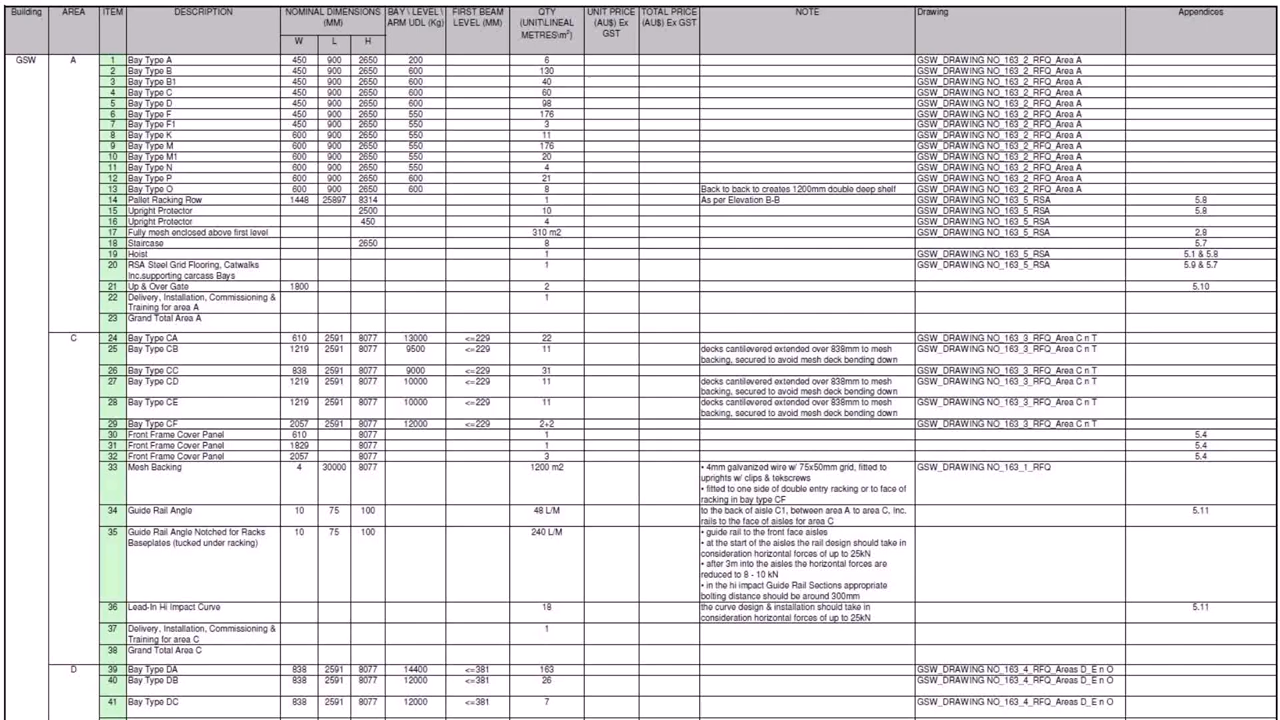 Building AREA ITEM DESCRIPTION NOMINAL DIMENSIONS (MM) BAY \ LEVEL \ ARM UDL (Kg) FIRST BEAM LEVEL (MM) QTY (UNIT\LINEAL METRES\m²) UNIT PRICE (AU$) Ex GST TOTAL PRICE (AU$) Ex GST NOTE Drawing Appendices
W L H
GSW A 1 Bay Type A 450 900 2650 200 6 GSW_DRAWING NO_163_2_RFQ_Area A
2 Bay Type B 450 900 2650 600 130 GSW_DRAWING NO_163_2_RFQ_Area A
3 Bay Type B1 450 900 2650 600 40 GSW_DRAWING NO_163_2_RFQ_Area A
4 Bay Type C 450 900 2650 600 60 GSW_DRAWING NO_163_2_RFQ_Area A
5 Bay Type D 450 900 2650 600 98 GSW_DRAWING NO_163_2_RFQ_Area A
6 Bay Type F 450 900 2650 550 176 GSW_DRAWING NO_163_2_RFQ_Area A
7 Bay Type F1 450 900 2650 550 3 GSW_DRAWING NO_163_2_RFQ_Area A
8 Bay Type K 600 900 2650 550 11 GSW_DRAWING NO_163_2_RFQ_Area A
9 Bay Type M 600 900 2650 550 176 GSW_DRAWING NO_163_2_RFQ_Area A
10 Bay Type M1 600 900 2650 550 20 GSW_DRAWING NO_163_2_RFQ_Area A
11 Bay Type N 600 900 2650 550 4 GSW_DRAWING NO_163_2_RFQ_Area A
12 Bay Type P 600 900 2650 600 21 GSW_DRAWING NO_163_2_RFQ_Area A
13 Bay Type O 600 900 2650 600 8 Back to back to creates 1200mm double deep shelf GSW_DRAWING NO_163_2_RFQ_Area A
14 Pallet Racking Row 1448 25897 8314 1 As per Elevation B-B GSW_DRAWING NO_163_5_RSA 5.8
15 Upright Protector 2500 10 GSW_DRAWING NO_163_5_RSA 5.8
16 Upright Protector 450 4 GSW_DRAWING NO_163_5_RSA
17 Fully mesh enclosed above first level 310 m2 GSW_DRAWING NO_163_5_RSA 2.8
18 Staircase 2650 8 5.7
19 Hoist 1 GSW_DRAWING NO_163_5_RSA 5.1 & 5.8
20 RSA Steel Grid Flooring, Catwalks 1 GSW_DRAWING NO_163_5_RSA 5.9 & 5.7
Inc.supporting carcass Bays
21 Up & Over Gate 1800 2 5.10
22 Delivery, Installation, Commissioning & 1
Training for area A
23 Grand Total Area A
C 24 Bay Type CA 610 2591 8077 13000 <=229 22 GSW_DRAWING NO_163_3_RFQ_Area C n T
25 Bay Type CB 1219 2591 8077 9500 <=229 11 decks cantilevered extended over 838mm to mesh GSW_DRAWING NO_163_3_RFQ_Area C n T
backing, secured to avoid mesh deck bending down
26 Bay Type CC 838 2591 8077 9000 <=229 31 GSW_DRAWING NO_163_3_RFQ_Area C n T
27 Bay Type CD 1219 2591 8077 10000 <=229 11 decks cantilevered extended over 838mm to mesh GSW_DRAWING NO_163_3_RFQ_Area C n T
backing, secured to avoid mesh deck bending down
28 Bay Type CE 1219 2591 8077 10000 <=229 11 decks cantilevered extended over 838mm to mesh GSW_DRAWING NO_163_3_RFQ_Area C n T
backing, secured to avoid mesh deck bending down
29 Bay Type CF 2057 2591 8077 12000 <=229 2+2 GSW_DRAWING NO_163_3_RFQ_Area C n T
30 Front Frame Cover Panel 610 8077 1 5.4
31 Front Frame Cover Panel 1829 8077 1 5.4
32 Front Frame Cover Panel 2057 8077 3 5.4
33 Mesh Backing 4 30000 8077 1200 m2 • 4mm galvanized wire w/ 75x50mm grid, fitted to GSW_DRAWING NO_163_1_RFQ
uprights w/ clips & tekscrews
• fitted to one side of double entry racking or to face of
racking in bay type CF
34 Guide Rail Angle 10 75 100 48 L/M to the back of aisle C1, between area A to area C, Inc. 5.11
rails to the face of aisles for area C
35 Guide Rail Angle Notched for Racks 10 75 100 240 L/M • guide rail to the front face aisles
Baseplates (tucked under racking) • at the start of the aisles the rail design should take in
consideration horizontal forces of up to 25kN
• after 3m into the aisles the horizontal forces are
reduced to 8 - 10 kN
• in the hi impact Guide Rail Sections appropriate
bolting distance should be around 300mm
36 Lead-In Hi Impact Curve 18 the curve design & installation should take in 5.11
consideration horizontal forces of up to 25kN
37 Delivery, Installation, Commissioning & 1
Training for area C
38 Grand Total Area C
D 39 Bay Type DA 838 2591 8077 14400 <=381 163 GSW_DRAWING NO_163_4_RFQ_Areas D_E n O
40 Bay Type DB 838 2591 8077 12000 <=381 26 GSW_DRAWING NO_163_4_RFQ_Areas D_E n O
41 Bay Type DC 838 2591 8077 12000 <=381 7 GSW_DRAWING NO_163_4_RFQ_Areas D_E n O